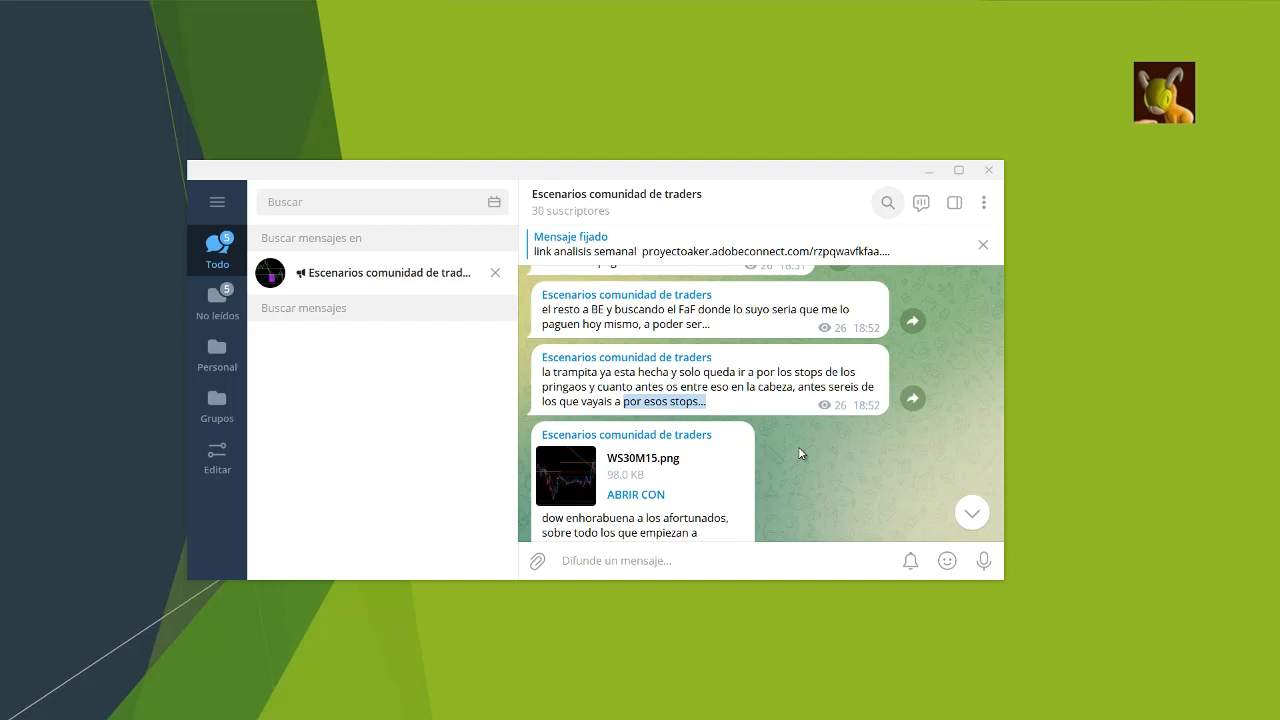 Buscar
Buscar mensajes en
Escenarios comunidad de trad...
Buscar mensajes
5
Todo
5
No leídos
Personal
Grupos
Editar
Escenarios comunidad de traders
30 suscriptores
Mensaje fijado
link analisis semanal proyectoaker.adobeconnect.com/rzpqwavfkfaa....
26 18:51
Escenarios comunidad de traders
el resto a BE y buscando el FaF donde lo suyo seria que me lo
paguen hoy mismo, a poder ser...
26 18:52
Escenarios comunidad de traders
la trampita ya esta hecha y solo queda ir a por los stops de los
pringaos y cuanto antes os entre eso en la cabeza, antes sereis de
los que vayais a por esos stops...
26 18:52
Escenarios comunidad de traders
WS30M15.png
98.0 KB
ABRIR CON
dow enhorabuena a los afortunados,
sobre todo los que empiezan a
Difunde un mensaje...